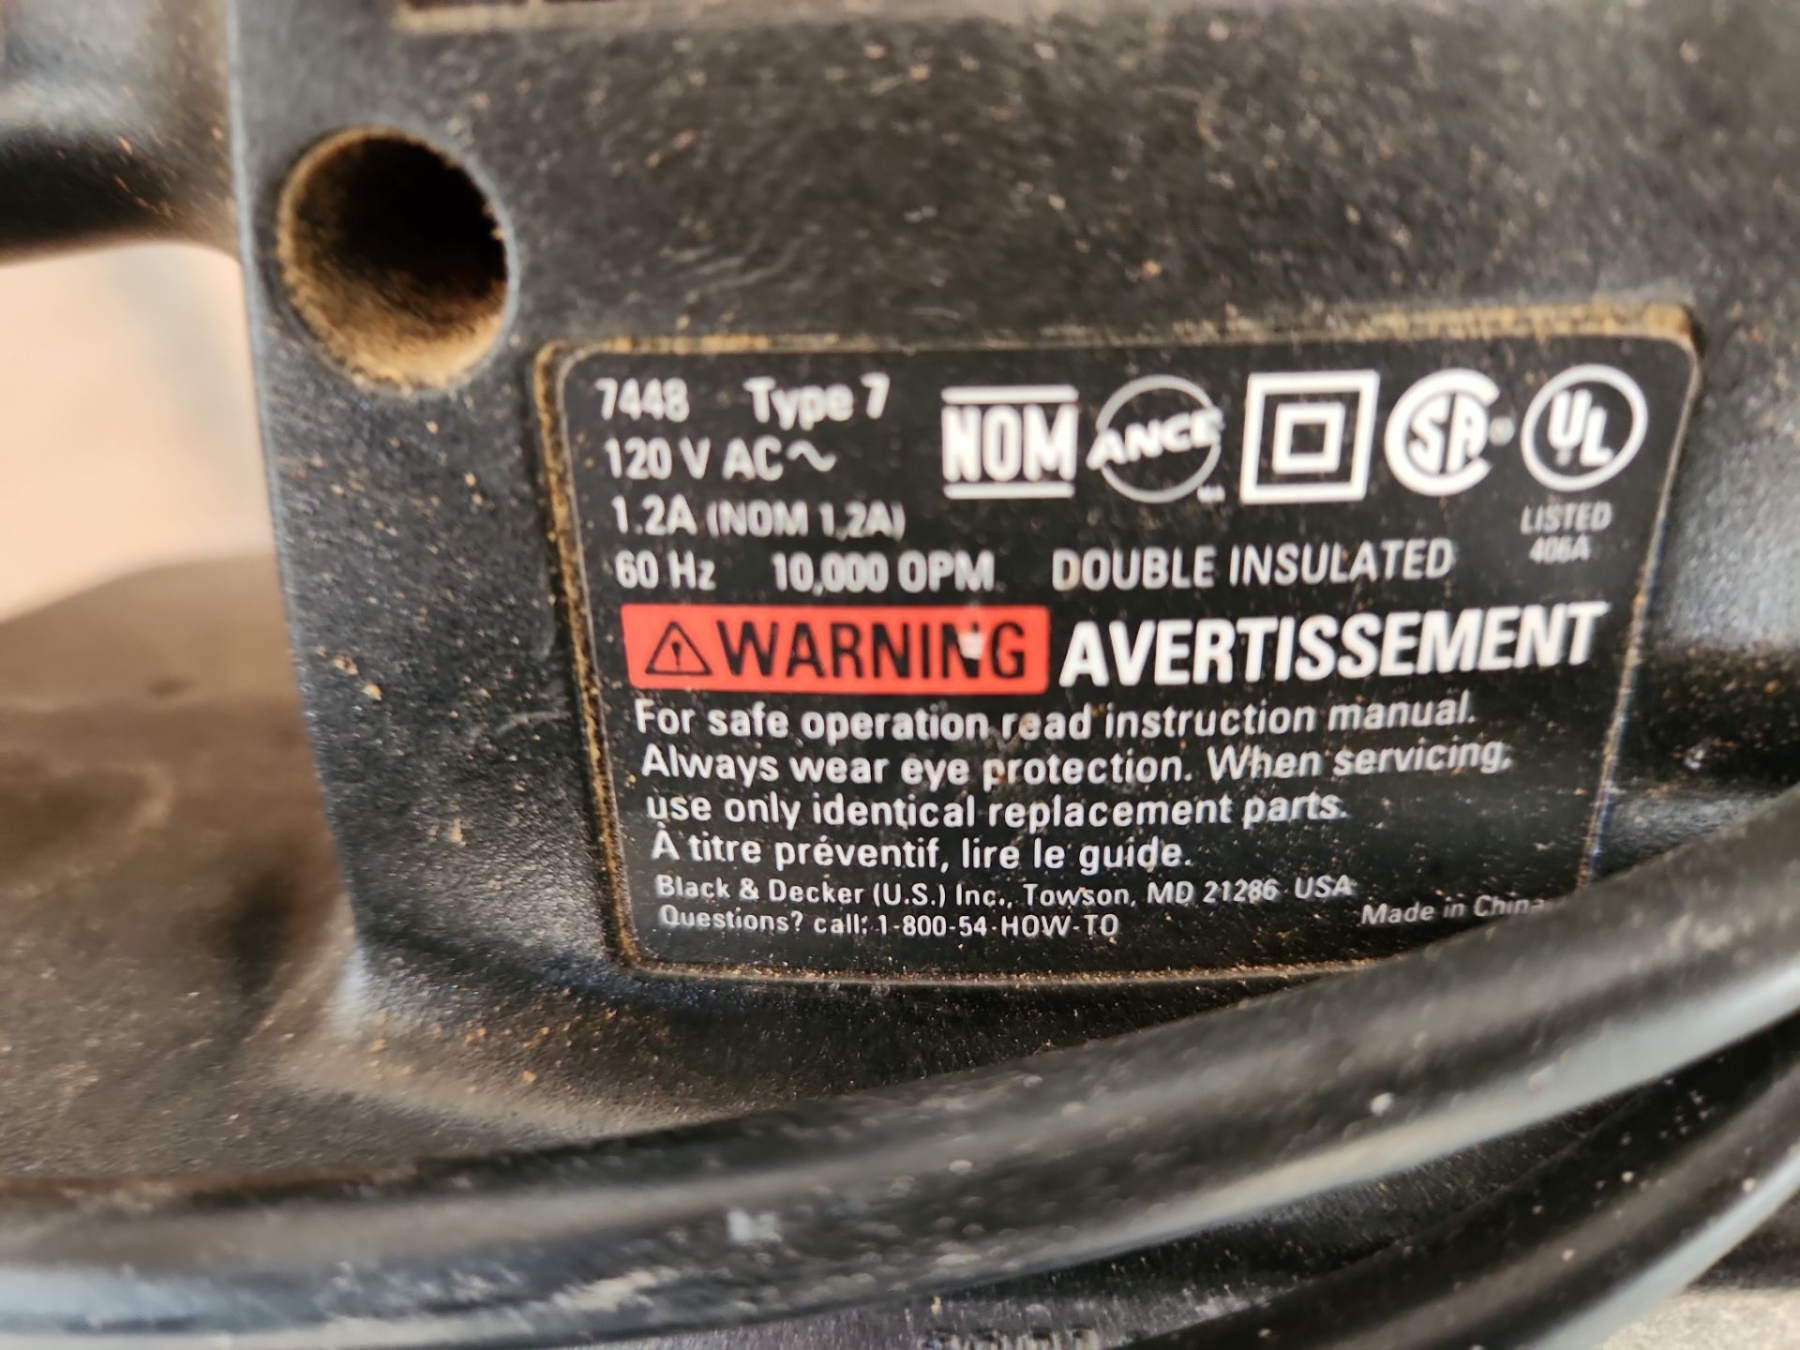 7448 Type 7
120 V AC~
1.2A (NOM 1,2A)
60 Hz 10,000 OPM DOUBLE INSULATED
NOM ANCE SA® UL
LISTED
406A
WARNING AVERTISSEMENT
For safe operation read instruction manual.
Always wear eye protection. When servicing,
use only identical replacement parts.
À titre préventif, lire le guide.
Black & Decker (U.S.) Inc., Towson, MD 21286 USA
Questions? call: 1-800-54-HOW-TO
Made in China